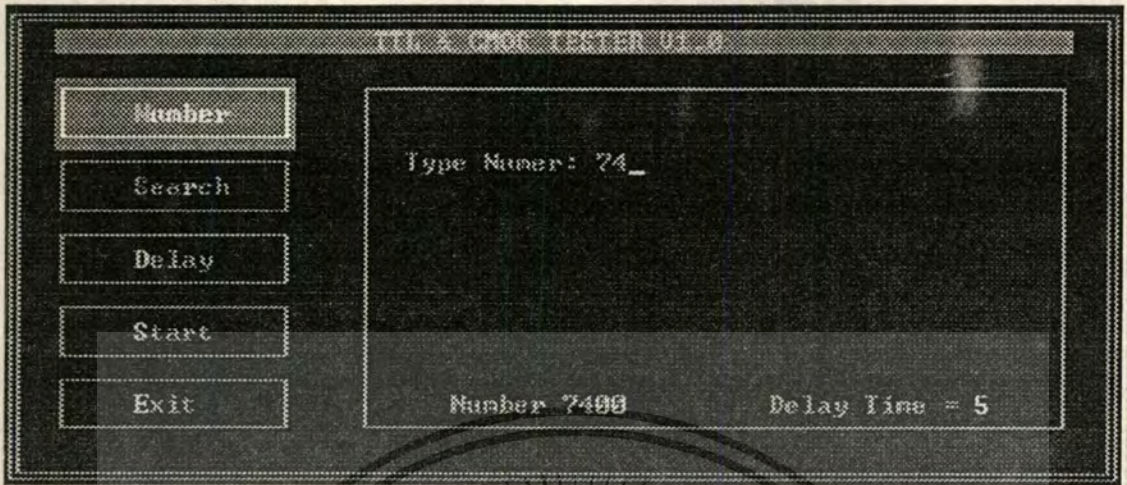 TTL & CMOS TESTER V1.0
Number
Search
Delay
Start
Exit
Type Numer: 74_
Number 7400
Delay Time = 5